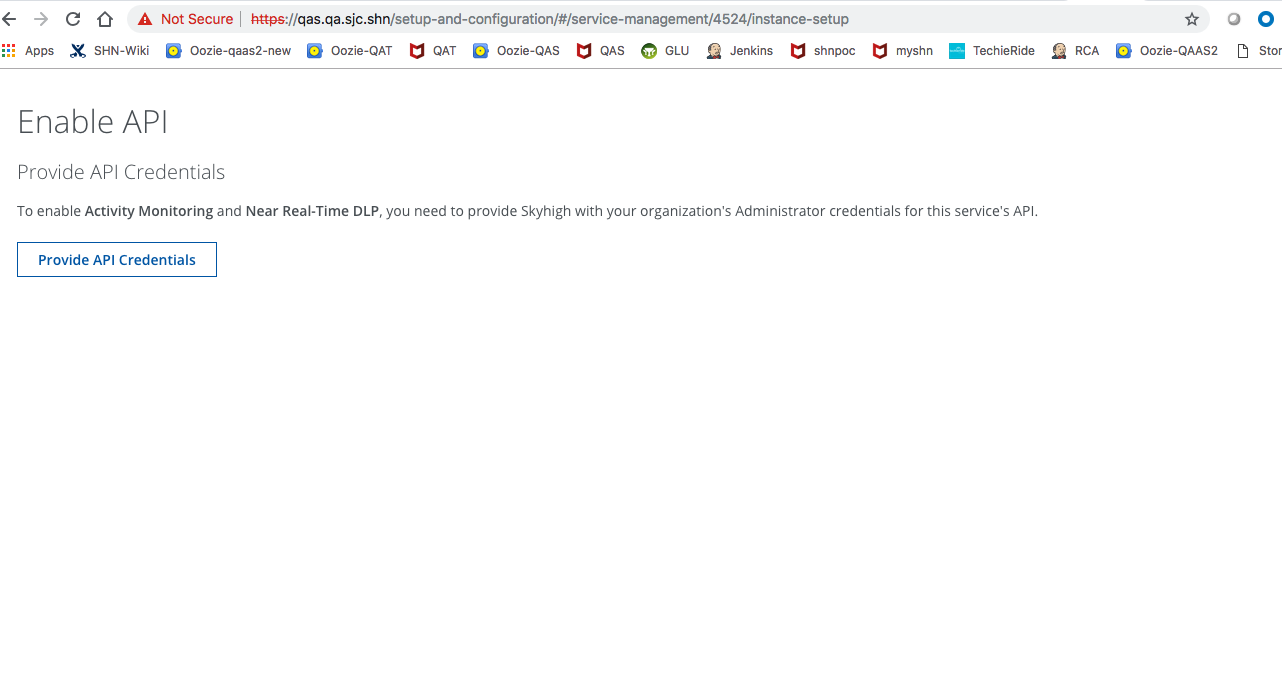 Not Secure | https://qas.qa.sjc.shn/setup-and-configuration/#/service-management/4524/instance-setup
Apps SHN-Wiki Oozie-qaas2-new Oozie-QAT QAT Oozie-QAS QAS GLU Jenkins shnpoc myshn TechieRide RCA Oozie-QAAS2 Stor
Enable API
Provide API Credentials
To enable Activity Monitoring and Near Real-Time DLP, you need to provide Skyhigh with your organization's Administrator credentials for this service's API.
Provide API Credentials